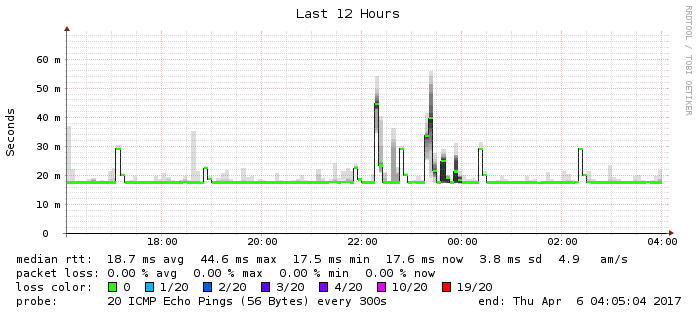 Last 12 Hours
RRDTOOL / TOBI OETIKER
Seconds
60 m
50 m
40 m
30 m
20 m
10 m
0
18:00 20:00 22:00 00:00 02:00 04:00
median rtt: 18.7 ms avg 44.6 ms max 17.5 ms min 17.6 ms now 3.8 ms sd 4.9 am/s
packet loss: 0.00 % avg 0.00 % max 0.00 % min 0.00 % now
loss color: 0 1/20 2/20 3/20 4/20 10/20 19/20
probe: 20 ICMP Echo Pings (56 Bytes) every 300s end: Thu Apr 6 04:05:04 2017